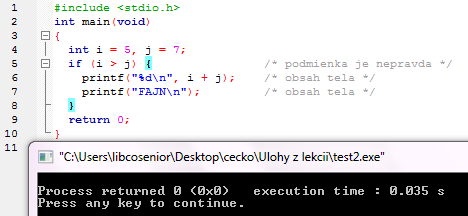 1 #include <stdio.h>
2 int main(void)
3 {
4 int i = 5, j = 7;
5 if (i > j) { /* podmienka je nepravda */
6 printf("%d\n", i + j); /* obsah tela */
7 printf("FAJN\n"); /* obsah tela */
8 }
9 return 0;
10 }
11
"C:\Users\libcosenior\Desktop\cecko\Ulohy z lekcii\test2.exe"
Process returned 0 (0x0) execution time : 0.035 s
Press any key to continue.